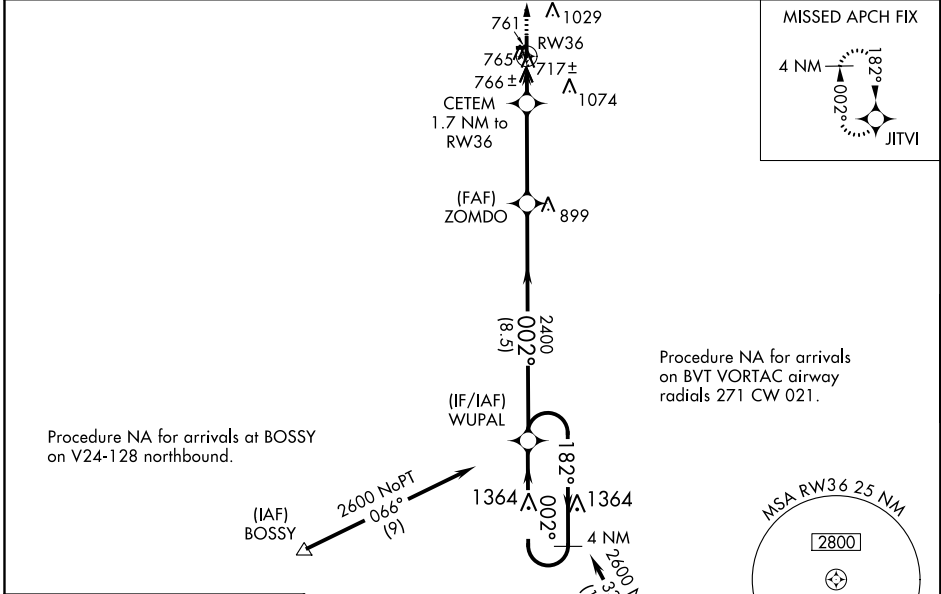 761
1029
RW36
765
717±
766±
1074
CETEM
1.7 NM to
RW36
MISSED APCH FIX
4 NM
182°
002°
JITVI
(FAF)
ZOMDO
899
2400
002°
(8.5)
Procedure NA for arrivals
on BVT VORTAC airway
radials 271 CW 021.
(IF/IAF)
WUPAL
Procedure NA for arrivals at BOSSY
on V24-128 northbound.
182°
2600 NoPT
066°
(9)
(IAF)
BOSSY
1364
002°
1364
4 NM
2600
MSA RW36 25 NM
2800